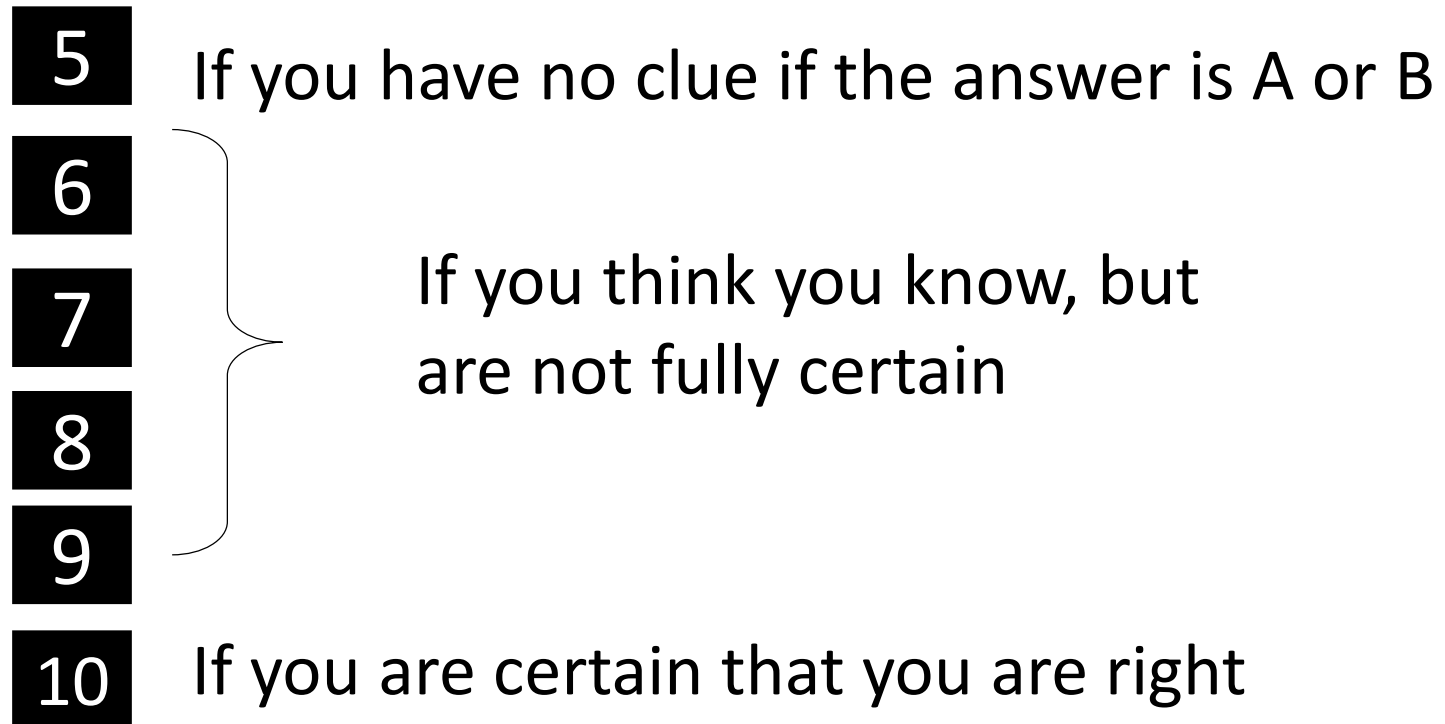 5 If you have no clue if the answer is A or B
6
If you think you know, but
7
are not fully certain
8
9
10 If you are certain that you are right